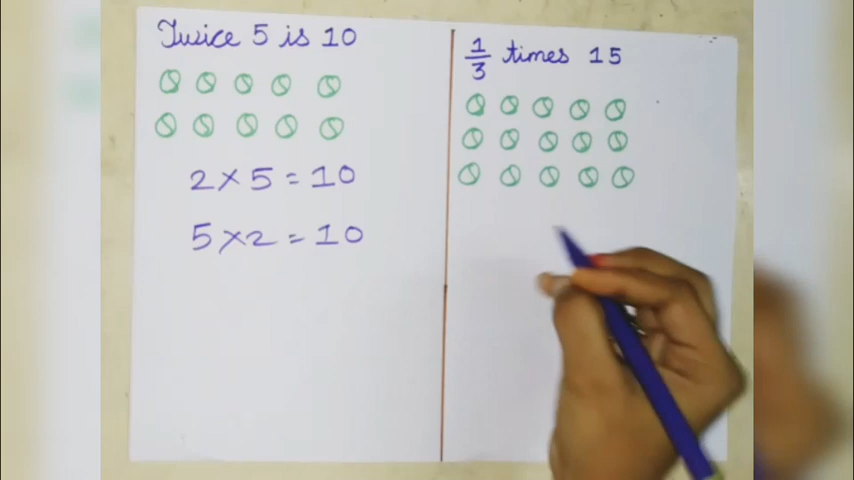 Twice 5 is 10
2 × 5 = 10
5 × 2 = 10
1/3 times 15